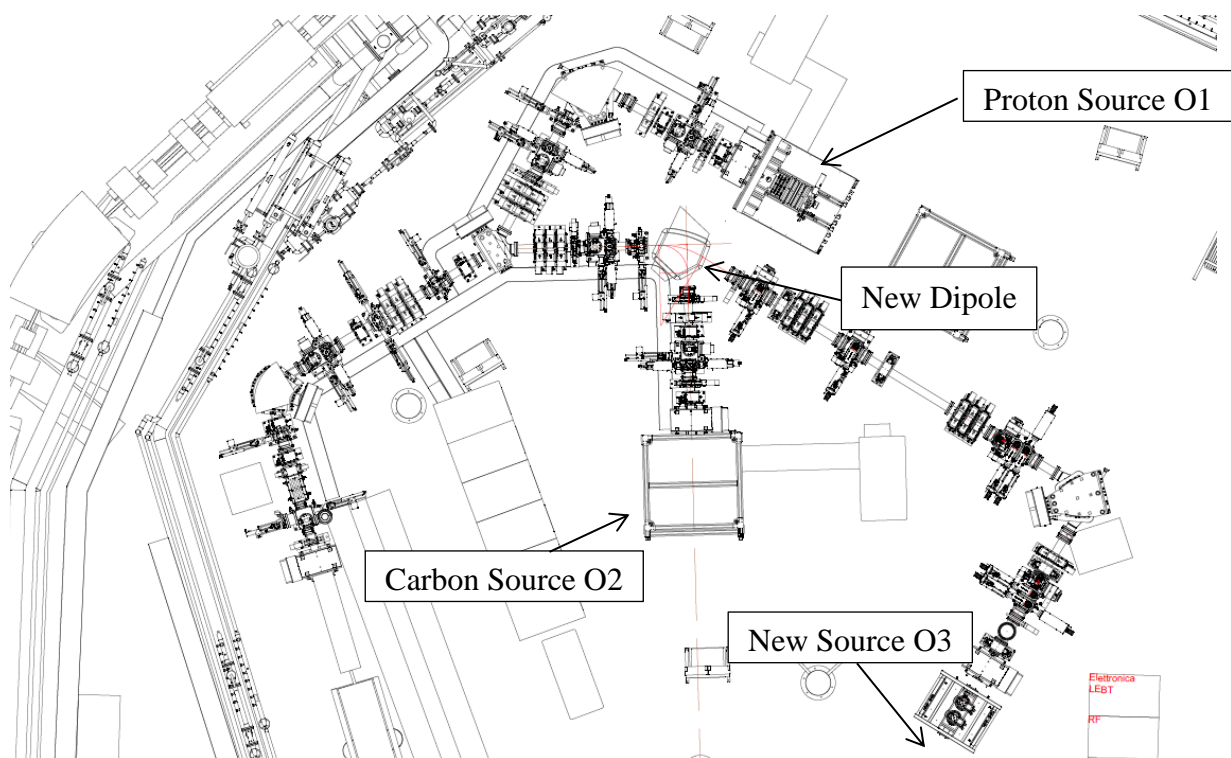 Proton Source O1
New Dipole
Carbon Source O2
New Source O3
Elettronica
LEBT
RF